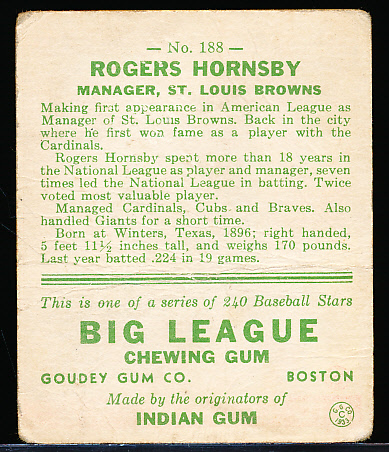 — No. 188 —
ROGERS HORNSBY
MANAGER, ST. LOUIS BROWNS
Making first appearance in American League as
Manager of St. Louis Browns. Back in the city
where he first won fame as a player with the
Cardinals.
Rogers Hornsby spent more than 18 years in
the National League as player and manager, seven
times led the National League in batting. Twice
voted most valuable player.
Managed Cardinals, Cubs and Braves. Also
handled Giants for a short time.
Born at Winters, Texas, 1896; right handed,
5 feet 11½ inches tall, and weighs 170 pounds.
Last year batted .224 in 19 games.
This is one of a series of 240 Baseball Stars
BIG LEAGUE
CHEWING GUM
GOUDEY GUM CO. BOSTON
Made by the originators of
INDIAN GUM
G G CO
C
1933